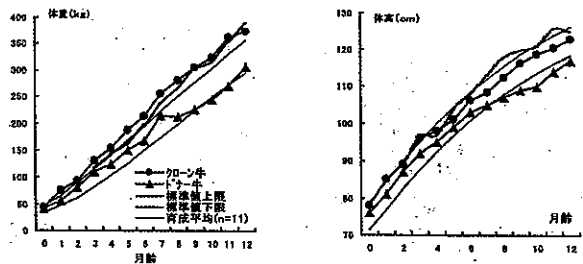 体重(kg)
400
350
300
250
200
150
100
50
0
0 1 2 3 4 5 6 7 8 9 10 11 12
月齢
クローン牛
ドナー牛
標準値上限
標準値下限
育成平均(n=11)
体高(cm)
120
110
100
90
80
70
0 2 4 6 8 10 12
月齢